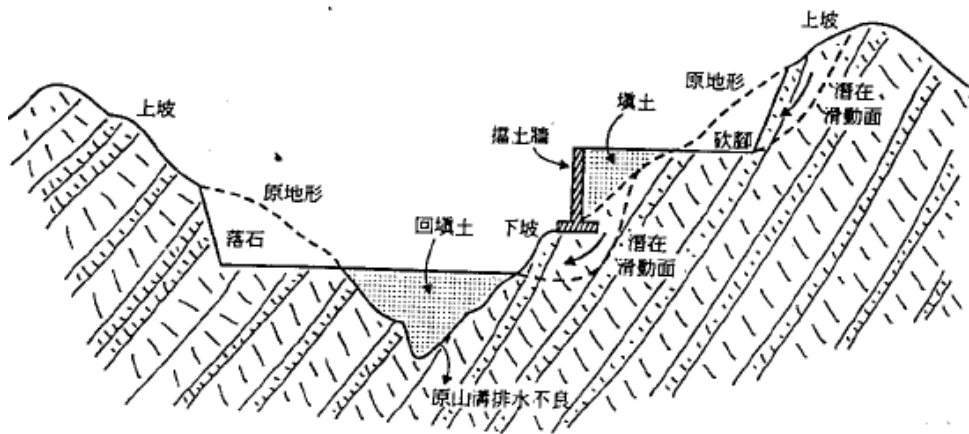 上坡
原地形
潛在
滑動面
填土
擋土牆
砍腳
上坡
原地形
落石
回填土
下坡
潛在
滑動面
原山溝排水不良